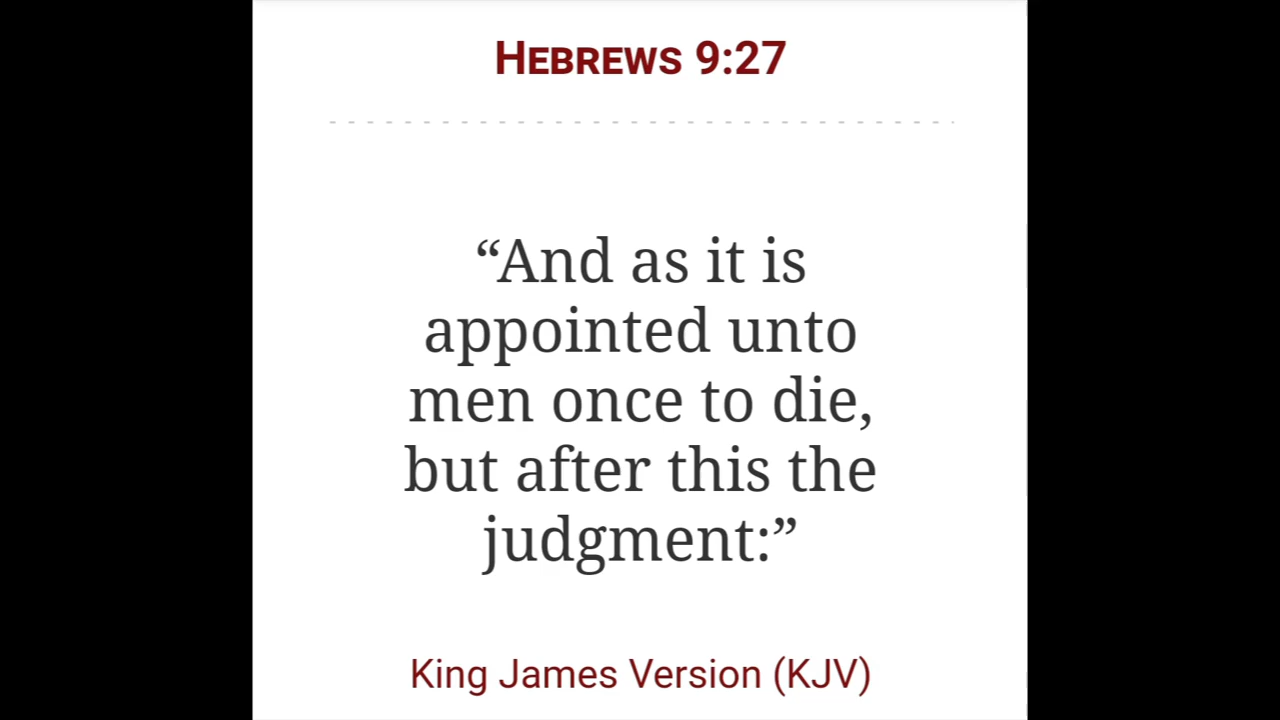 HEBREWS 9:27
“And as it is
appointed unto
men once to die,
but after this the
judgment:”
King James Version (KJV)